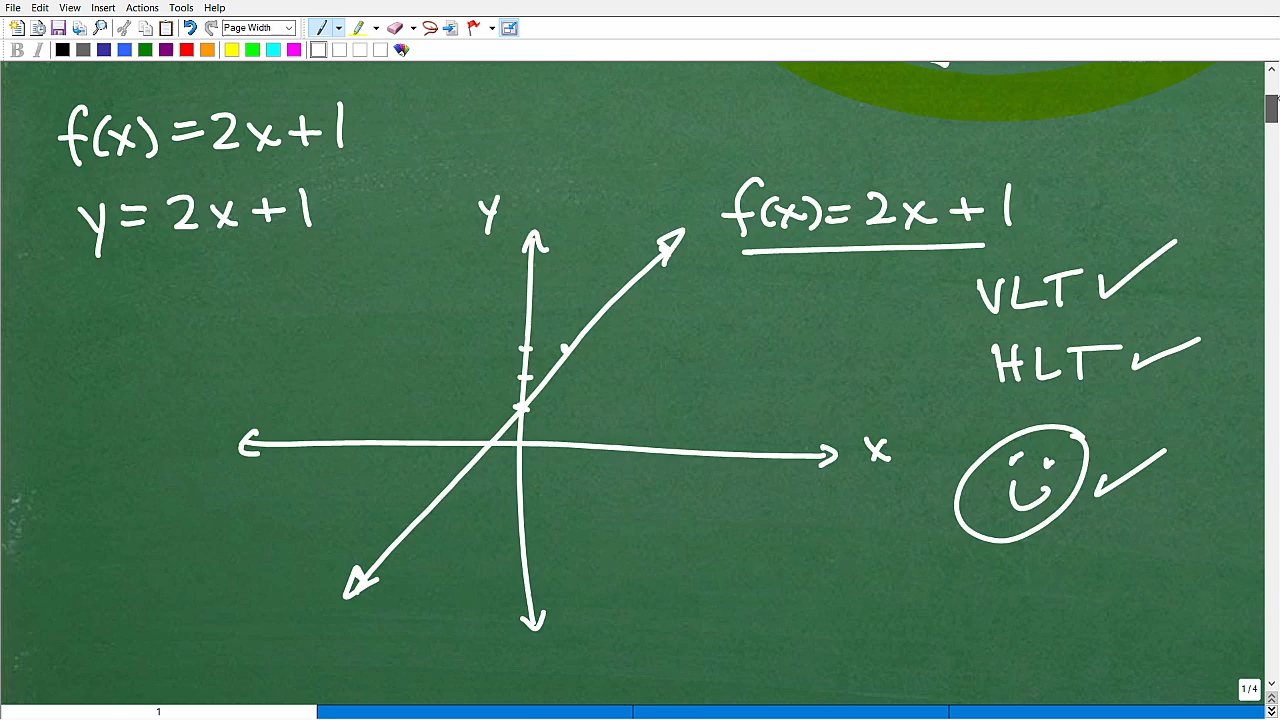 File Edit View Insert Actions Tools Help
Page Width
B I
f(x) = 2x + 1
y = 2x + 1
y
f(x) = 2x + 1
VLT ✓
HLT ✓
x
✓
1/4
1